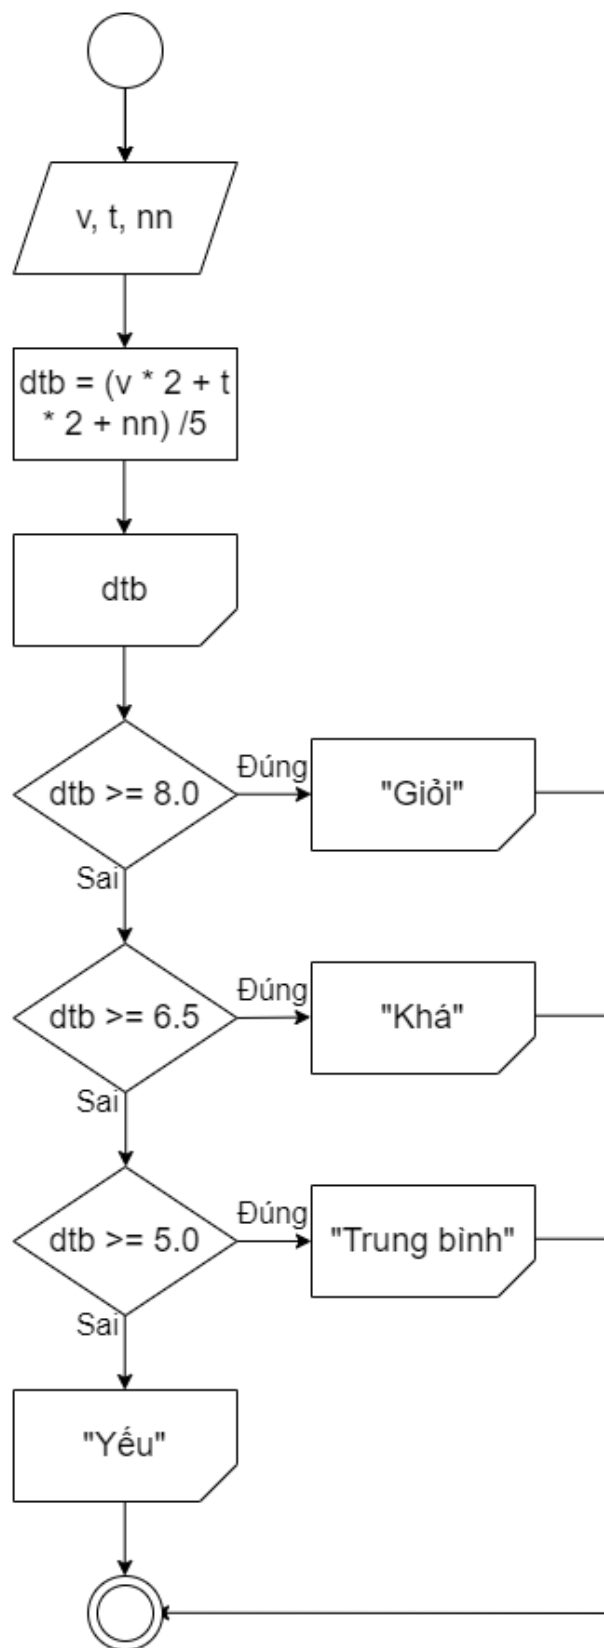 v, t, nn
dtb = (v * 2 + t
* 2 + nn) /5
dtb
dtb >= 8.0
Đúng
"Giỏi"
Sai
dtb >= 6.5
Đúng
"Khá"
Sai
dtb >= 5.0
Đúng
"Trung bình"
Sai
"Yếu"